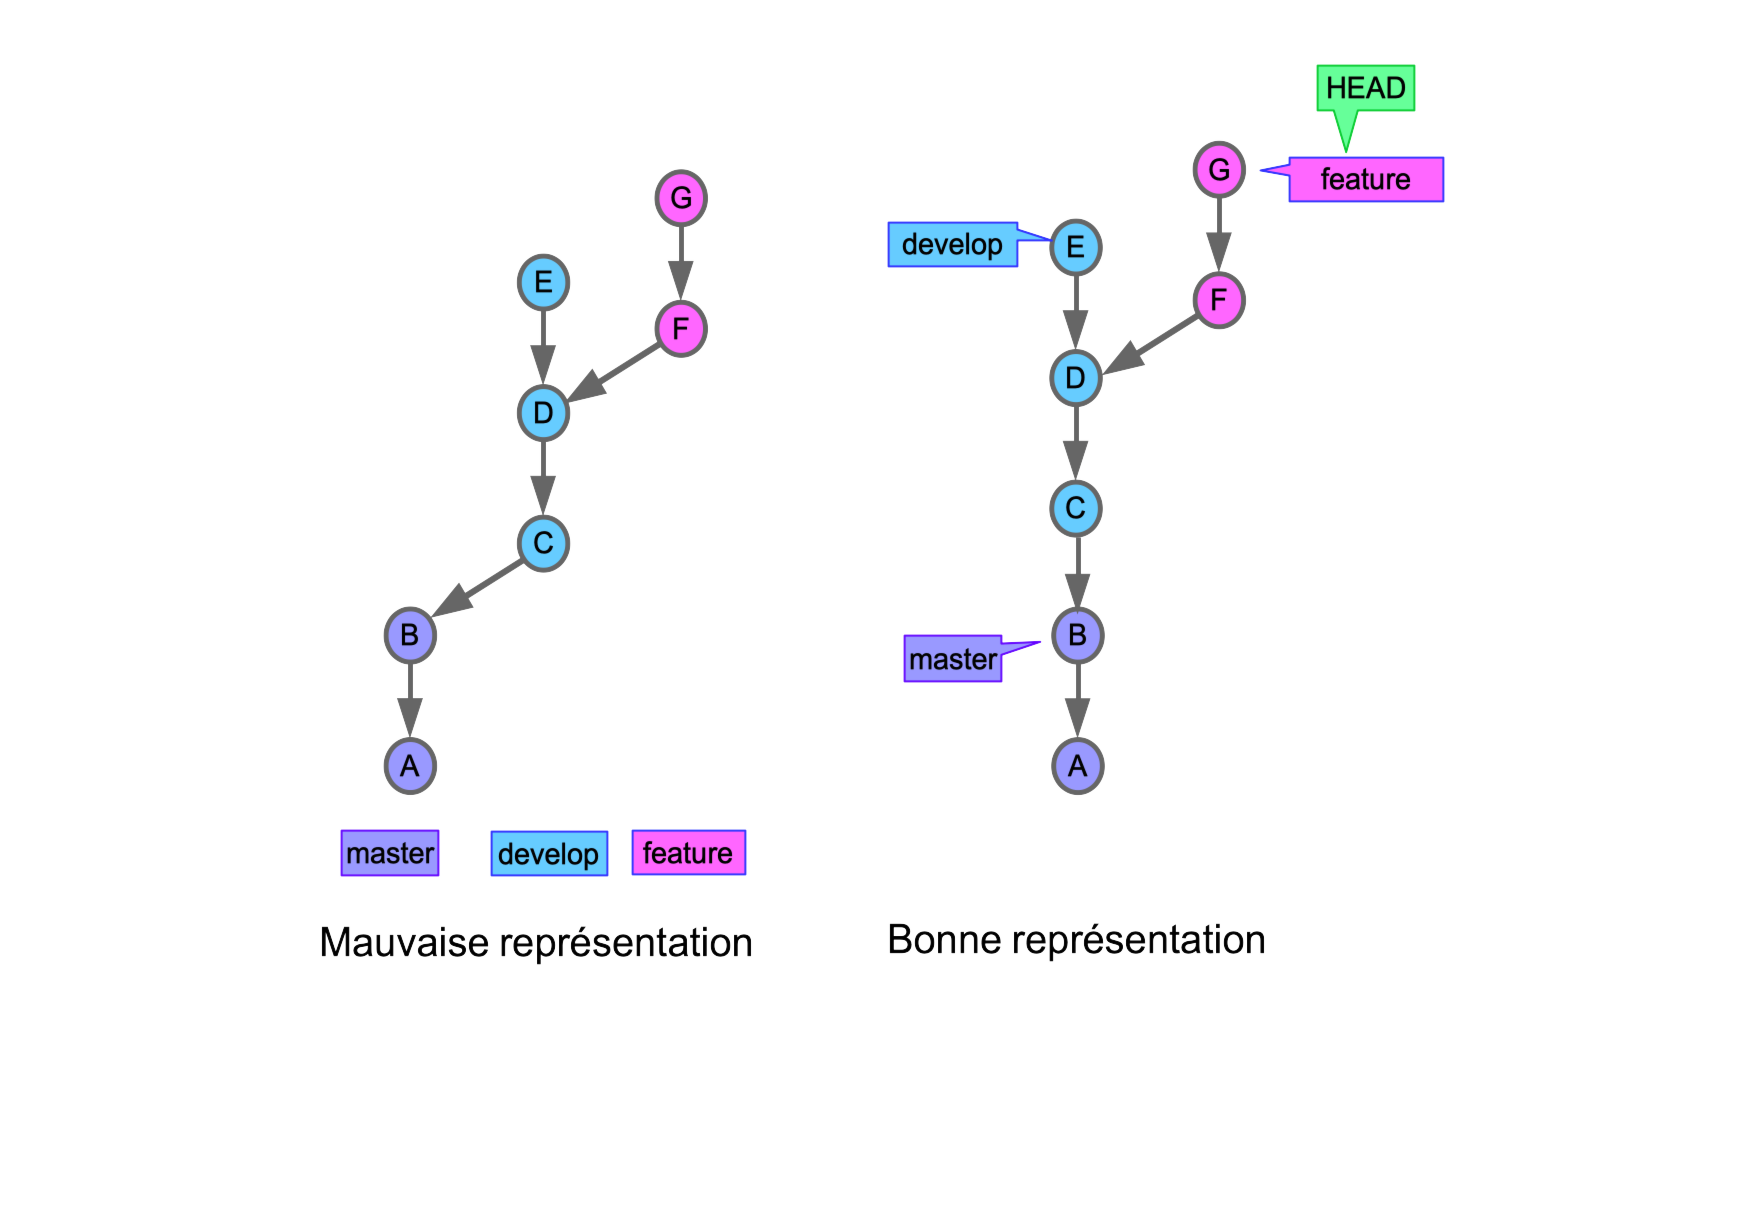 G
E
F
D
C
B
A
master
develop
feature
Mauvaise représentation
HEAD
G
feature
develop
E
F
D
C
B
master
A
Bonne représentation